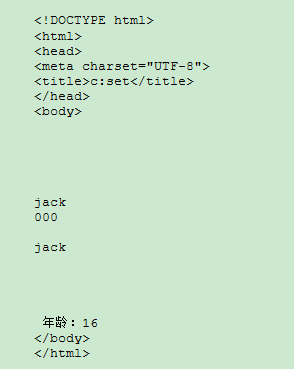 <!DOCTYPE html>
<html>
<head>
<meta charset="UTF-8">
<title>c:set</title>
</head>
<body>
jack
000
jack
年龄：16
</body>
</html>